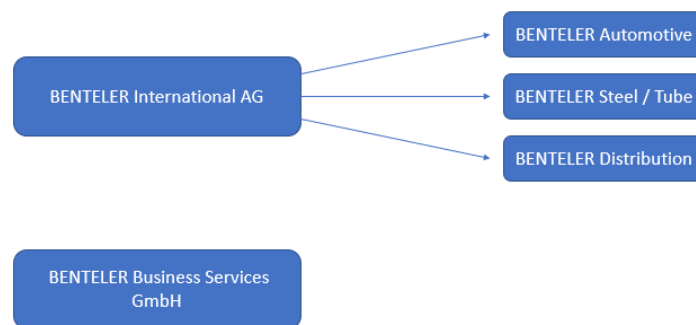 BENTELER International AG
BENTELER Automotive
BENTELER Steel / Tube
BENTELER Distribution
BENTELER Business Services
GmbH